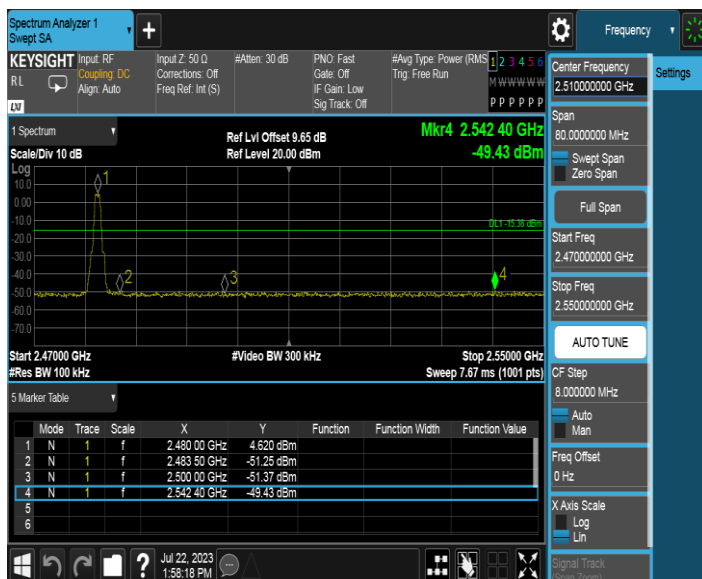 Spectrum Analyzer 1
Swept SA
+
Frequency
KEYSIGHT
RL
LXI
Input: RF
Coupling: DC
Align: Auto
Input Z: 50 Ω
Corrections: Off
Freq Ref: Int (S)
#Atten: 30 dB
PNO: Fast
Gate: Off
IF Gain: Low
Sig Track: Off
#Avg Type: Power (RMS
Trig: Free Run
1 2 3 4 5 6
M W W W W W
P P P P P P
Settings
Center Frequency
2.510000000 GHz
Span
80.0000000 MHz
Swept Span
Zero Span
Full Span
Start Freq
2.470000000 GHz
Stop Freq
2.550000000 GHz
AUTO TUNE
CF Step
8.000000 MHz
Auto
Man
Freq Offset
0 Hz
X Axis Scale
Log
Lin
Signal Track
(Span Zoom)
1 Spectrum
Scale/Div 10 dB
Ref Lvl Offset 9.65 dB
Ref Level 20.00 dBm
Mkr4 2.542 40 GHz
-49.43 dBm
Log
10.0
0.00
-10.0
-20.0
-30.0
-40.0
-50.0
-60.0
-70.0
1
2
3
4
DL1 -15.38 dBm
Start 2.47000 GHz
#Res BW 100 kHz
#Video BW 300 kHz
Stop 2.55000 GHz
Sweep 7.67 ms (1001 pts)
5 Marker Table
Mode Trace Scale X Y Function Function Width Function Value
1 N 1 f 2.480 00 GHz 4.620 dBm
2 N 1 f 2.483 50 GHz -51.25 dBm
3 N 1 f 2.500 00 GHz -51.37 dBm
4 N 1 f 2.542 40 GHz -49.43 dBm
5
6
?
Jul 22, 2023
1:58:18 PM